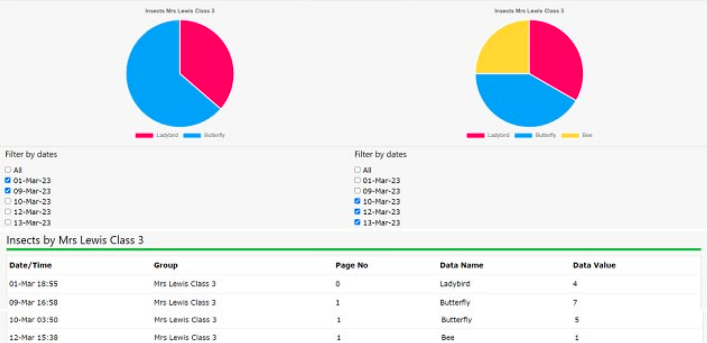 Insects Mrs Lewis Class 3
Insects Mrs Lewis Class 3
Ladybird Butterfly
Ladybird Butterfly Bee
Filter by dates
All
01-Mar-23
09-Mar-23
10-Mar-23
12-Mar-23
13-Mar-23
Filter by dates
All
01-Mar-23
09-Mar-23
10-Mar-23
12-Mar-23
13-Mar-23
Insects by Mrs Lewis Class 3
Date/Time Group Page No Data Name Data Value
01-Mar 18:55 Mrs Lewis Class 3 0 Ladybird 4
09-Mar 16:58 Mrs Lewis Class 3 1 Butterfly 7
10-Mar 03:50 Mrs Lewis Class 3 1 Butterfly 5
12-Mar 15:38 Mrs Lewis Class 3 1 Bee 1